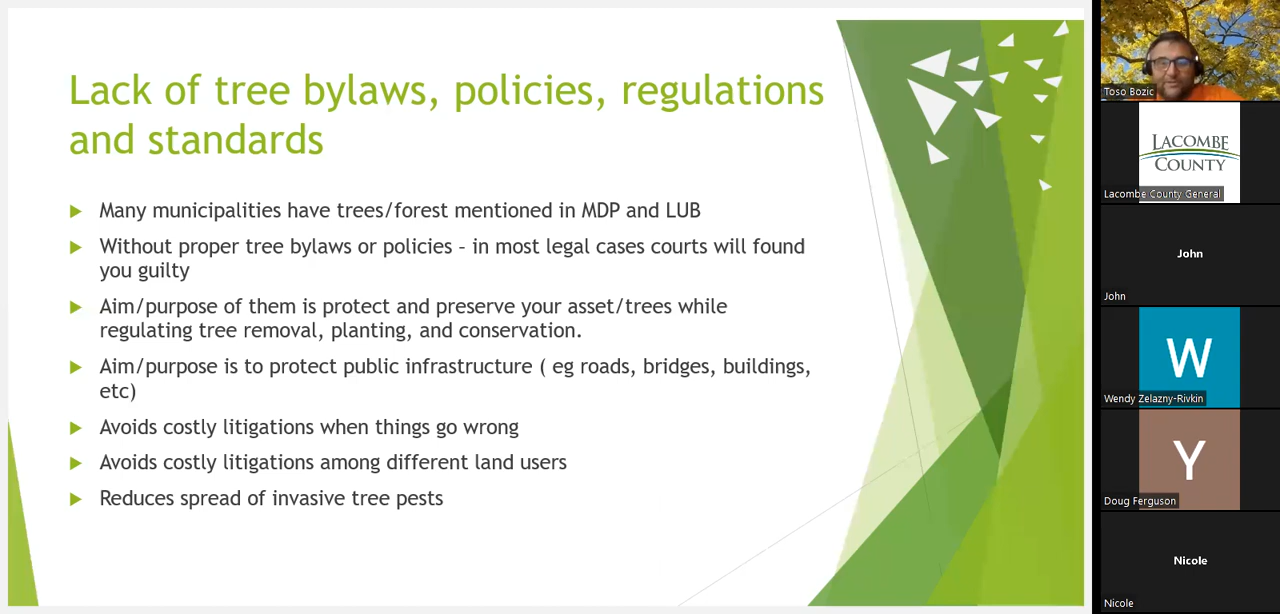 Lack of tree bylaws, policies, regulations
and standards
Many municipalities have trees/forest mentioned in MDP and LUB
Without proper tree bylaws or policies – in most legal cases courts will found
you guilty
Aim/purpose of them is protect and preserve your asset/trees while
regulating tree removal, planting, and conservation.
Aim/purpose is to protect public infrastructure ( eg roads, bridges, buildings,
etc)
Avoids costly litigations when things go wrong
Avoids costly litigations among different land users
Reduces spread of invasive tree pests
Toso Bozic
LACOMBE
COUNTY
Lacombe County General
John
John
W
Wendy Zelazny-Rivkin
Y
Doug Ferguson
Nicole
Nicole